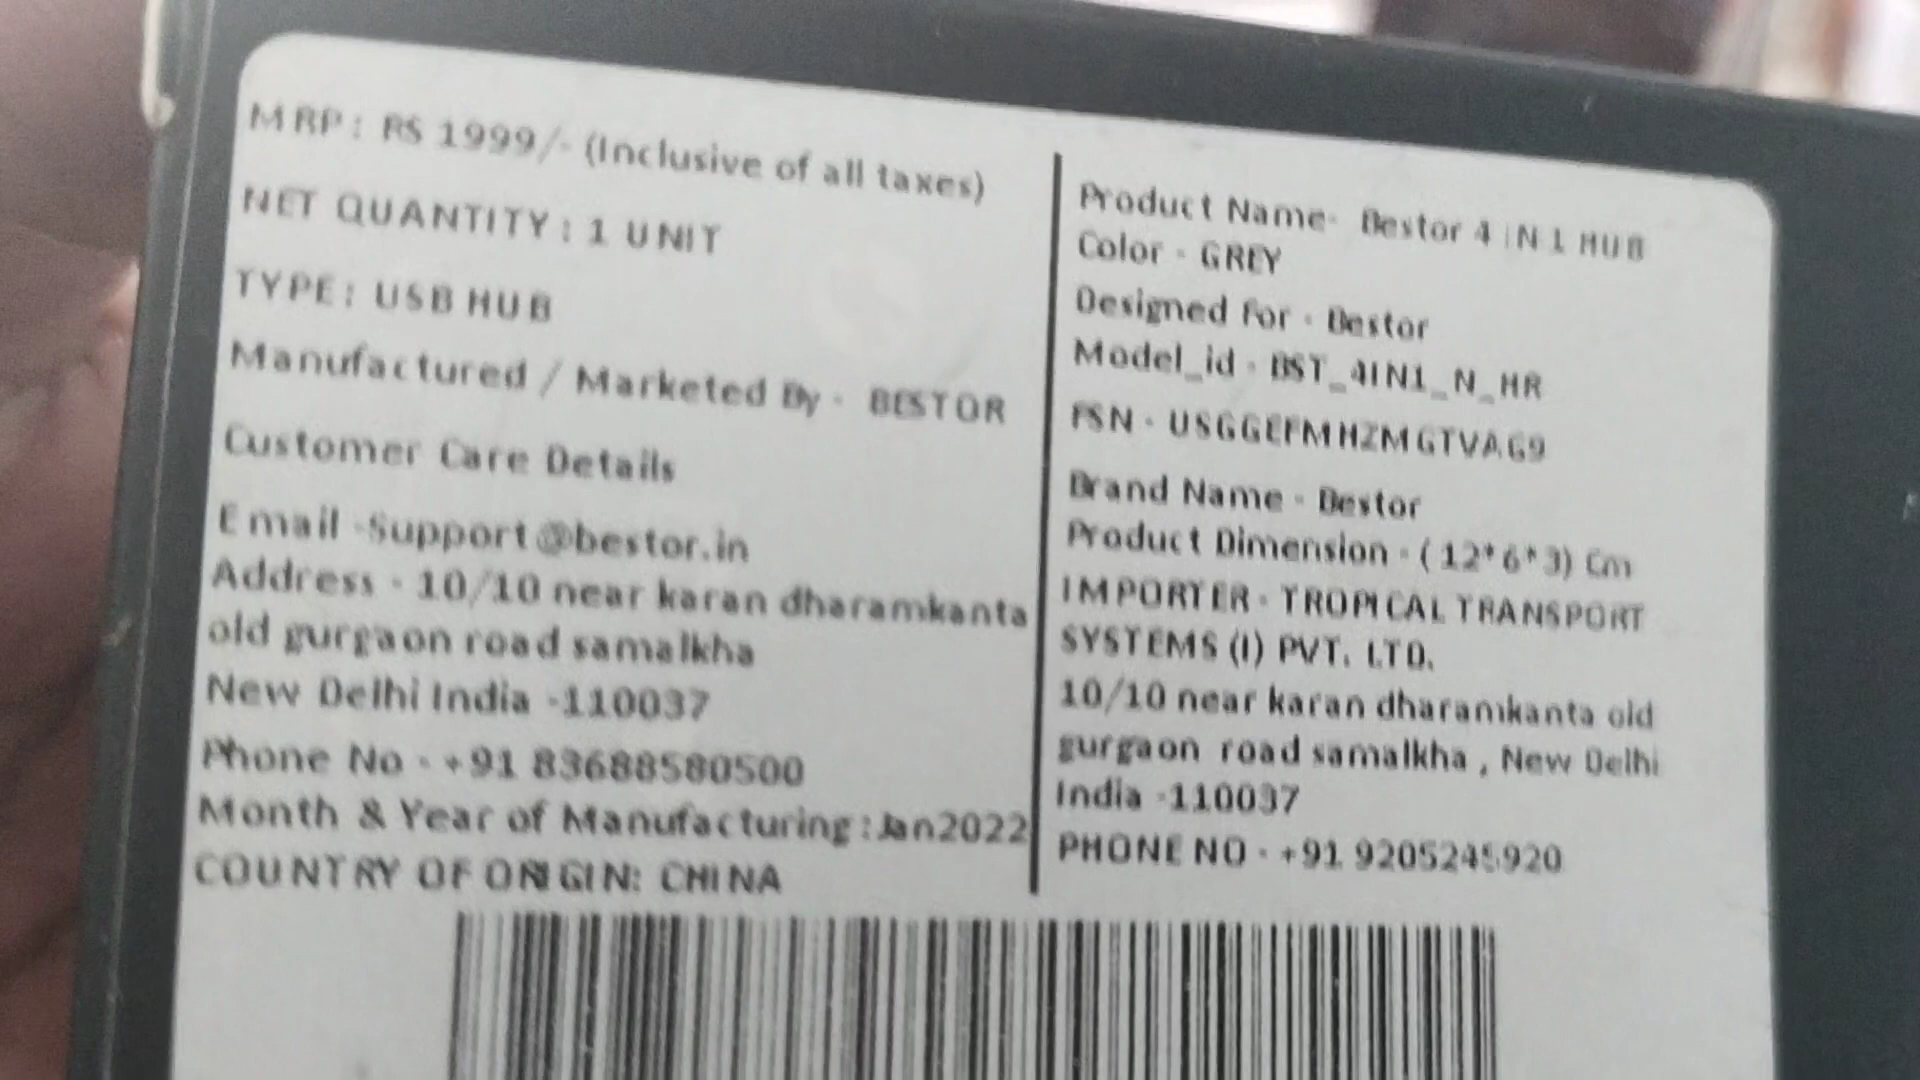 MRP: RS 1999/- (Inclusive of all taxes)
NET QUANTITY: 1 UNIT
TYPE: USB HUB
Manufactured / Marketed By - BESTOR
Customer Care Details
Email -Support@bestor.in
Address - 10/10 near karan dharamkanta
old gurgaon road samalkha
New Delhi India -110037
Phone No - +91 83688580500
Month & Year of Manufacturing:Jan2022
COUNTRY OF ORIGIN: CHINA
Product Name- Bestor 4 IN 1 HUB
Color - GREY
Designed For - Bestor
Model_id - BST_4IN1_N_HR
FSN - USGGEFMHZMGTVAG9
Brand Name - Bestor
Product Dimension - (12*6*3) Cm
IMPORTER - TROPICAL TRANSPORT
SYSTEMS (I) PVT. LTD.
10/10 near karan dharamkanta old
gurgaon road samalkha , New Delhi
India -110037
PHONE NO - +91 9205245920